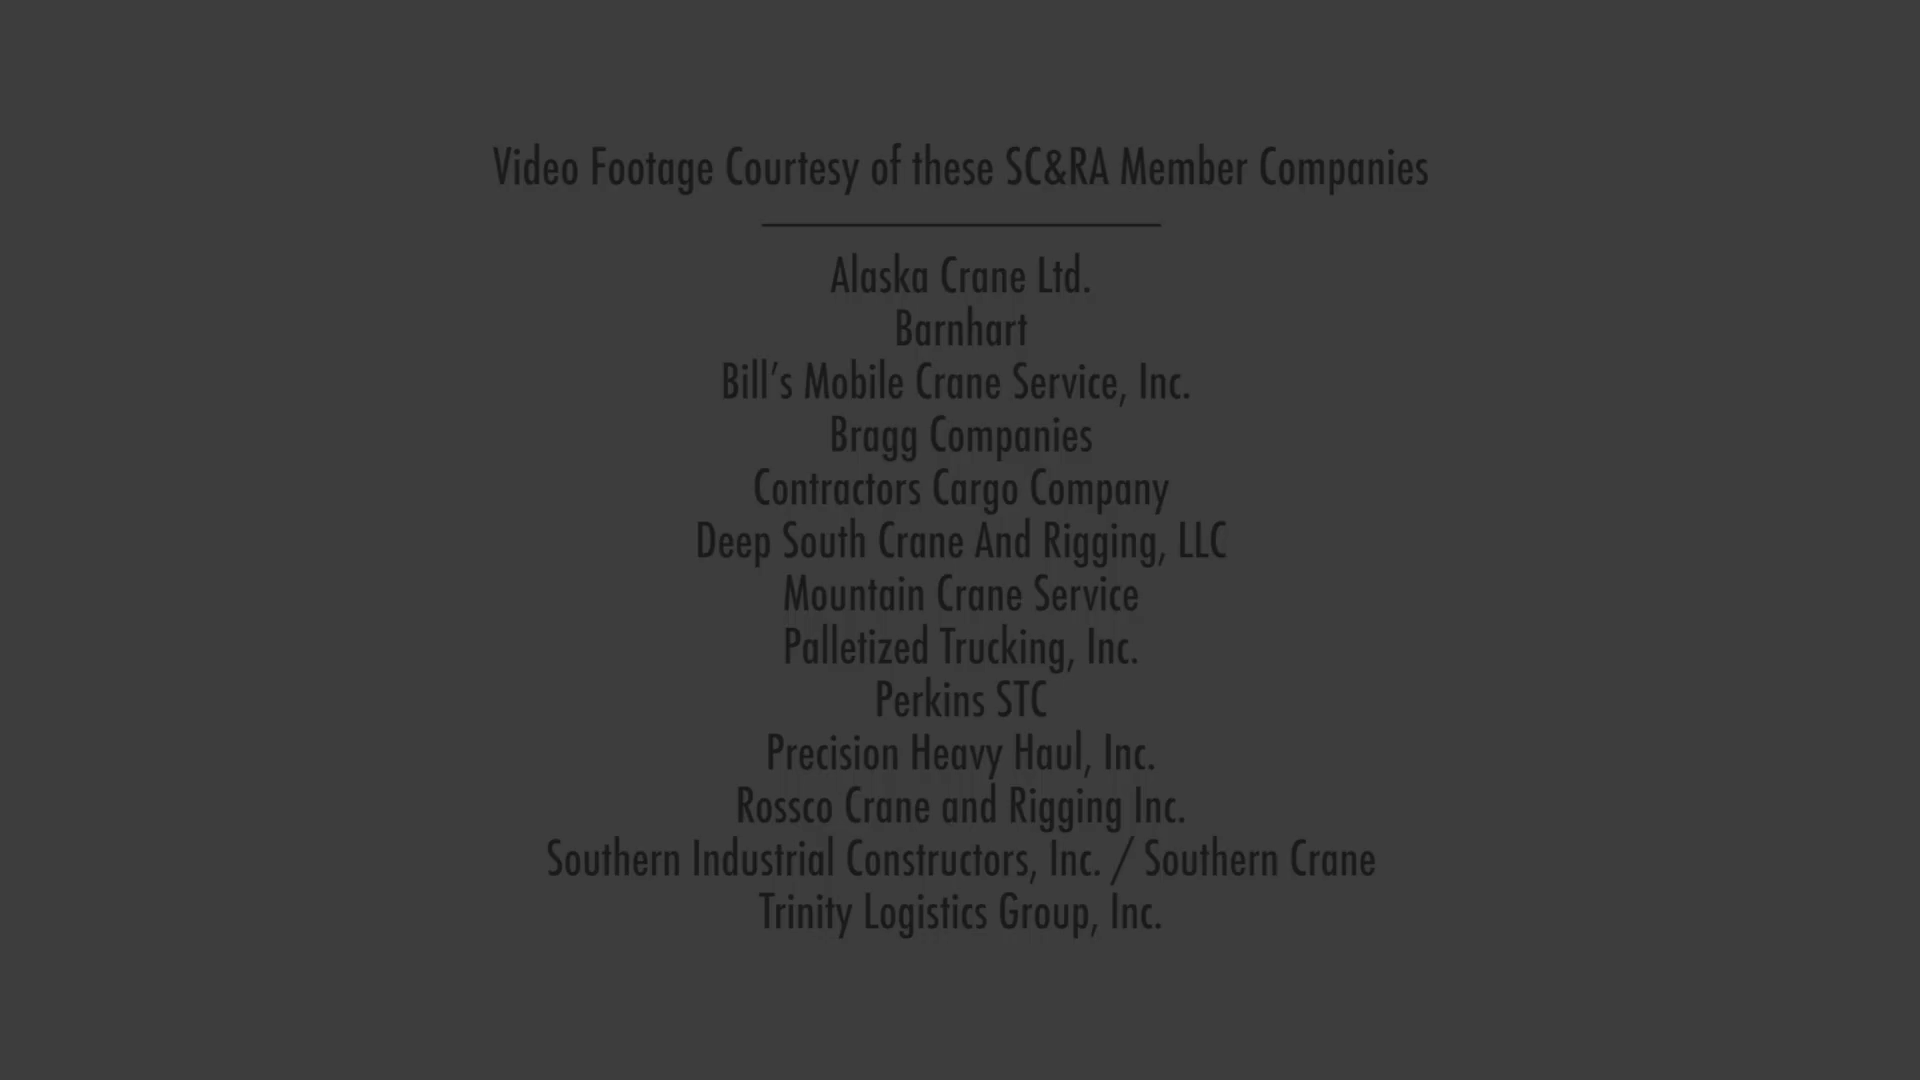 Video Footage Courtesy of these SC&RA Member Companies
Alaska Crane Ltd.
Barnhart
Bill’s Mobile Crane Service, Inc.
Bragg Companies
Contractors Cargo Company
Deep South Crane And Rigging, LLC
Mountain Crane Service
Palletized Trucking, Inc.
Perkins STC
Precision Heavy Haul, Inc.
Rossco Crane and Rigging Inc.
Southern Industrial Constructors, Inc. / Southern Crane
Trinity Logistics Group, Inc.